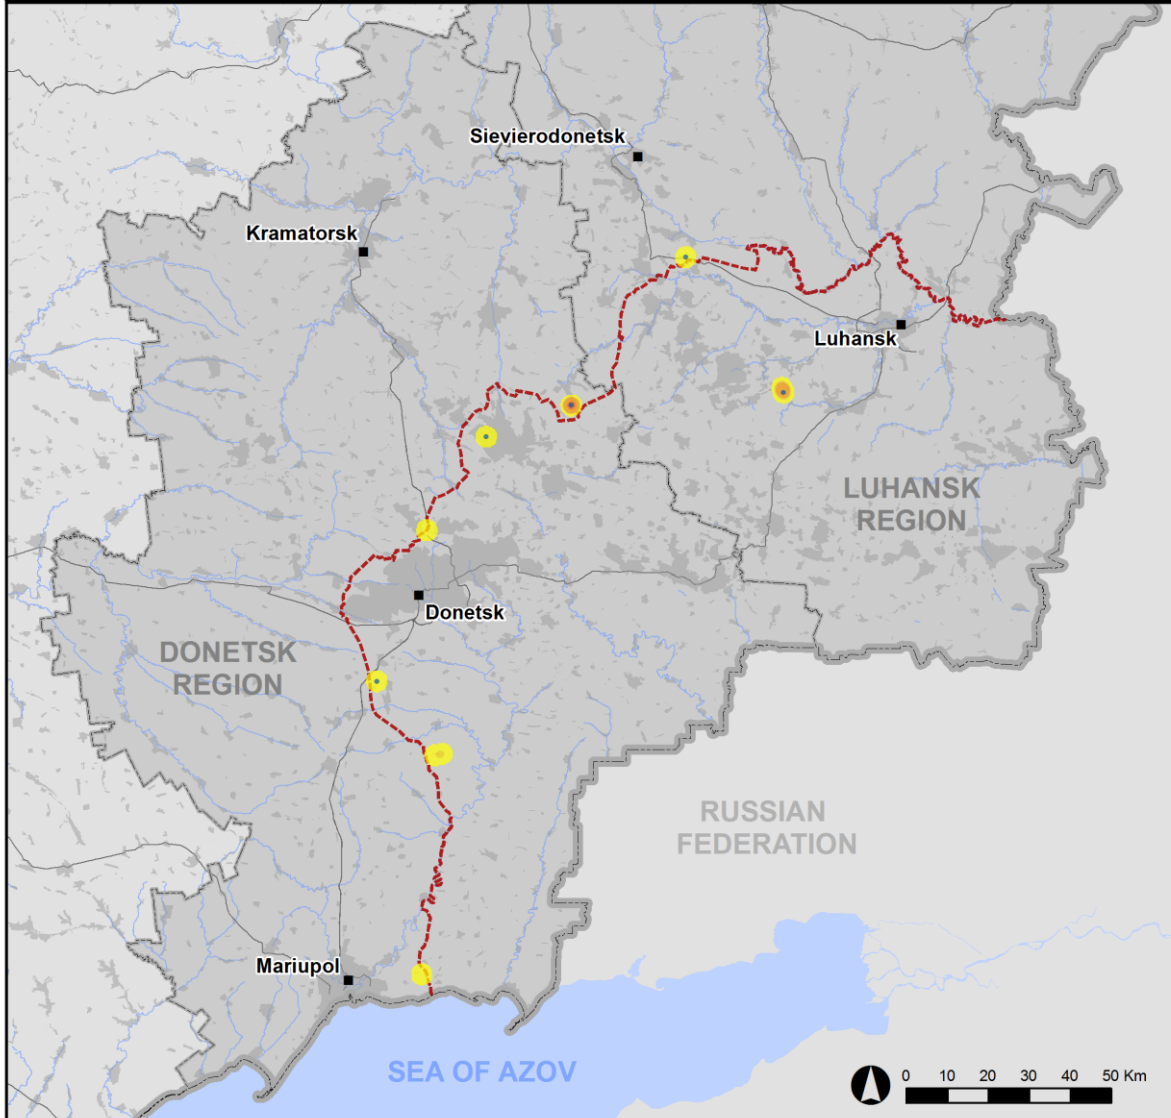 Sievierodonetsk
Kramatorsk
Luhansk
LUHANSK
REGION
Donetsk
DONETSK
REGION
RUSSIAN
FEDERATION
Mariupol
SEA OF AZOV
0 10 20 30 40 50 Km